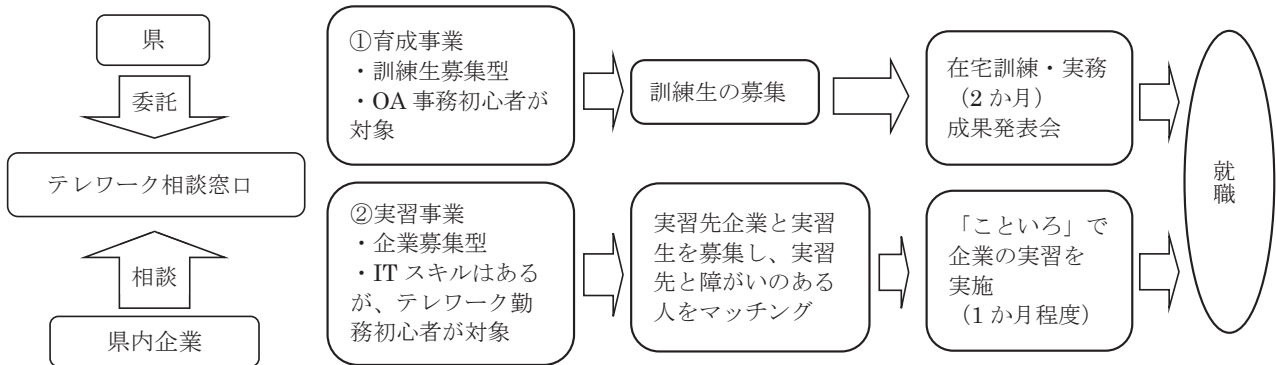 県
委託
テレワーク相談窓口
相談
県内企業
①育成事業
・訓練生募集型
・OA 事務初心者が
対象
訓練生の募集
在宅訓練・実務
（2 か月）
成果発表会
②実習事業
・企業募集型
・IT スキルはある
が、テレワーク勤
務初心者が対象
実習先企業と実習
生を募集し、実習
先と障がいのある
人をマッチング
「こといろ」で
企業の実習を
実施
（1 か月程度）
就
職